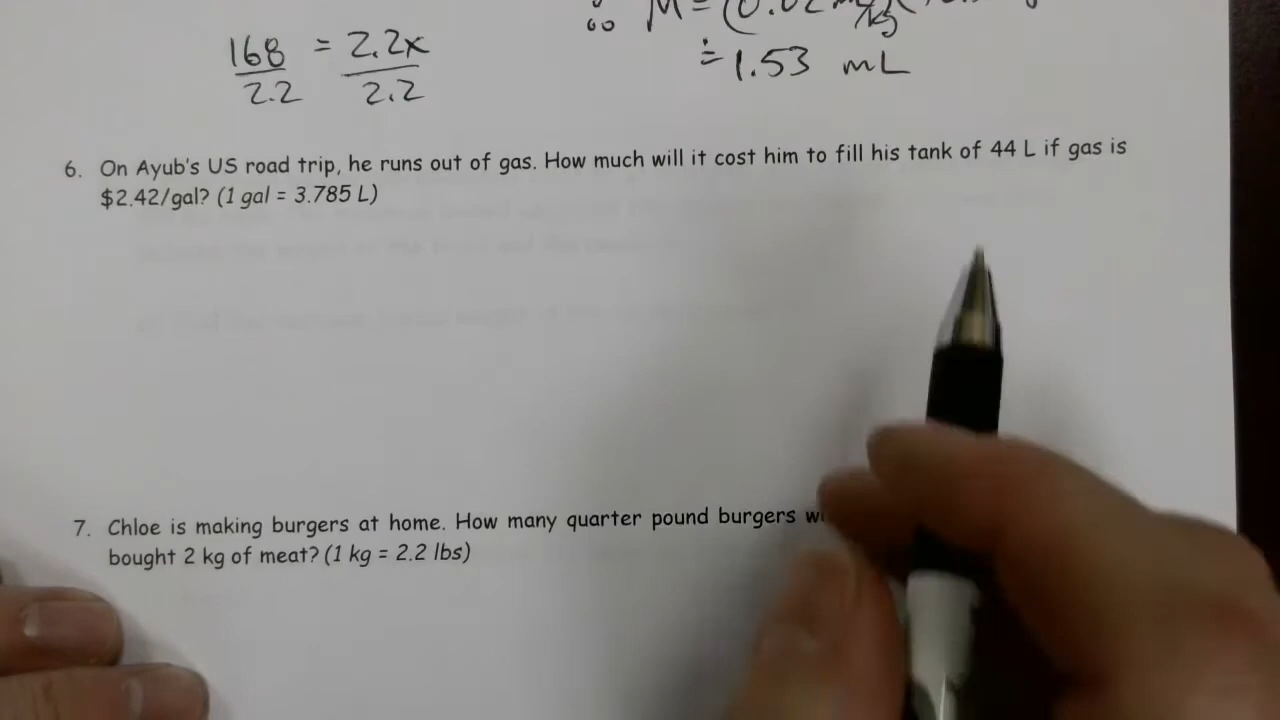 168 = 2.2x
2.2 2.2
∴ M = (0.02
≐ 1.53 mL
6. On Ayub's US road trip, he runs out of gas. How much will it cost him to fill his tank of 44 L if gas is
$2.42/gal? (1 gal = 3.785 L)
7. Chloe is making burgers at home. How many quarter pound burgers
bought 2 kg of meat? (1 kg = 2.2 lbs)